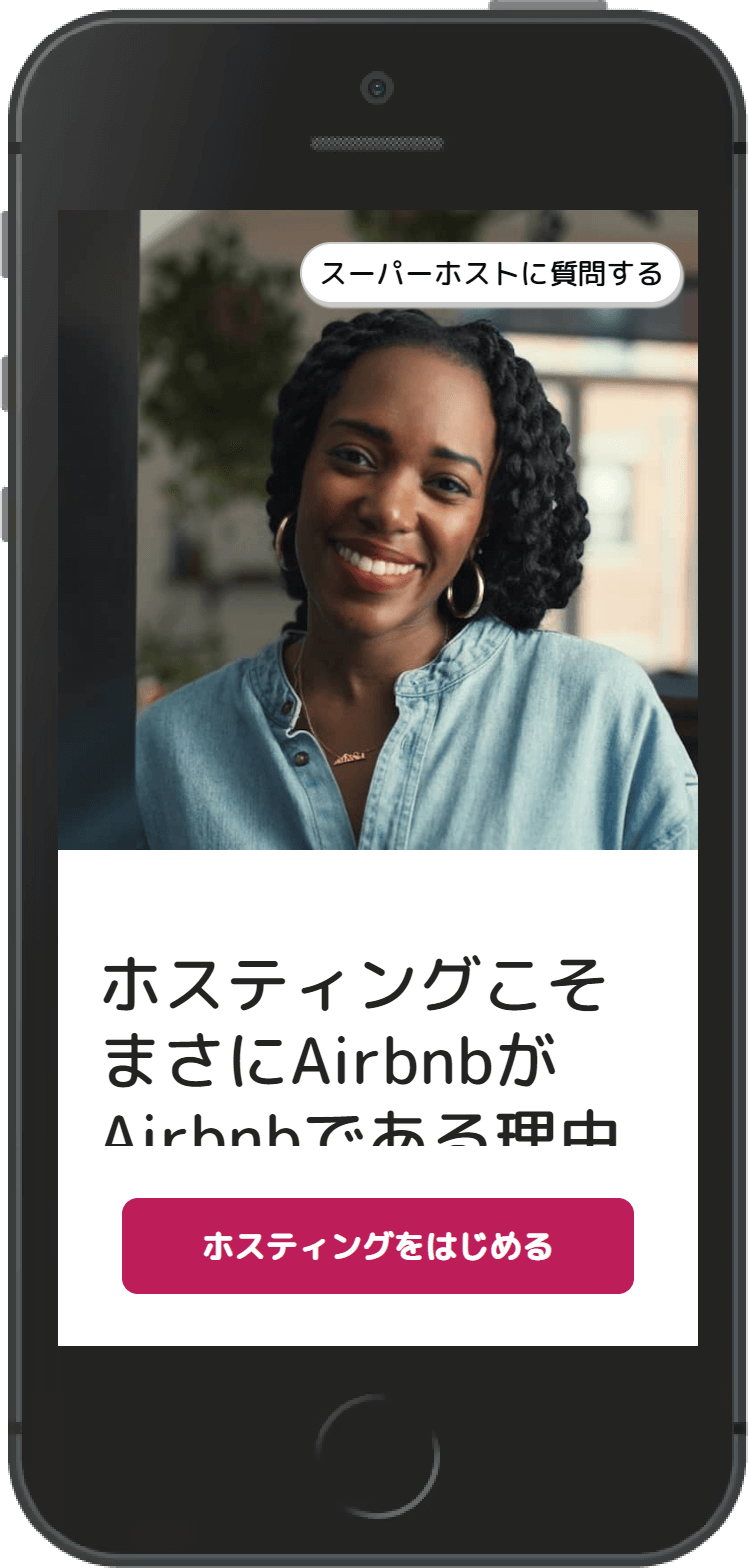 スーパーホストに質問する
ホスティングこそ
まさにAirbnbが
Airbnbである理由
ホスティングをはじめる